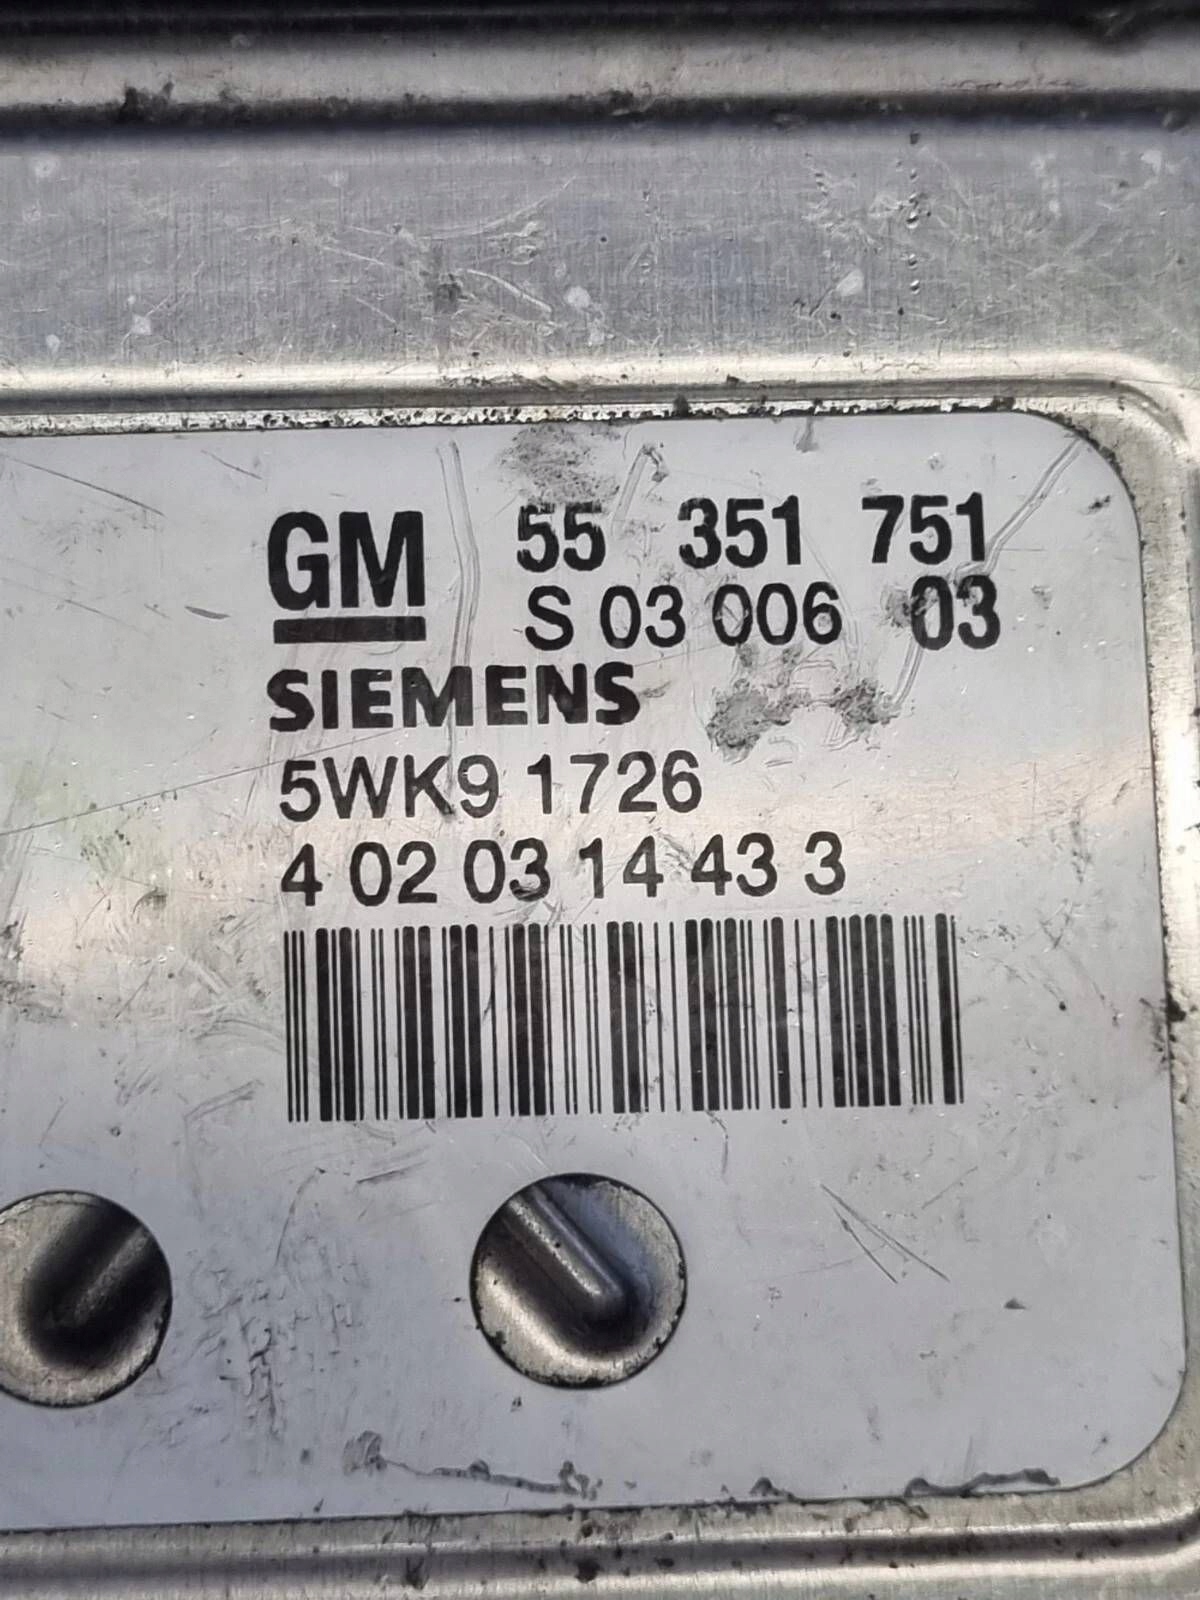 GM 55 351 751
S 03 006 03
SIEMENS
5WK9 1726
4 02 03 14 43 3